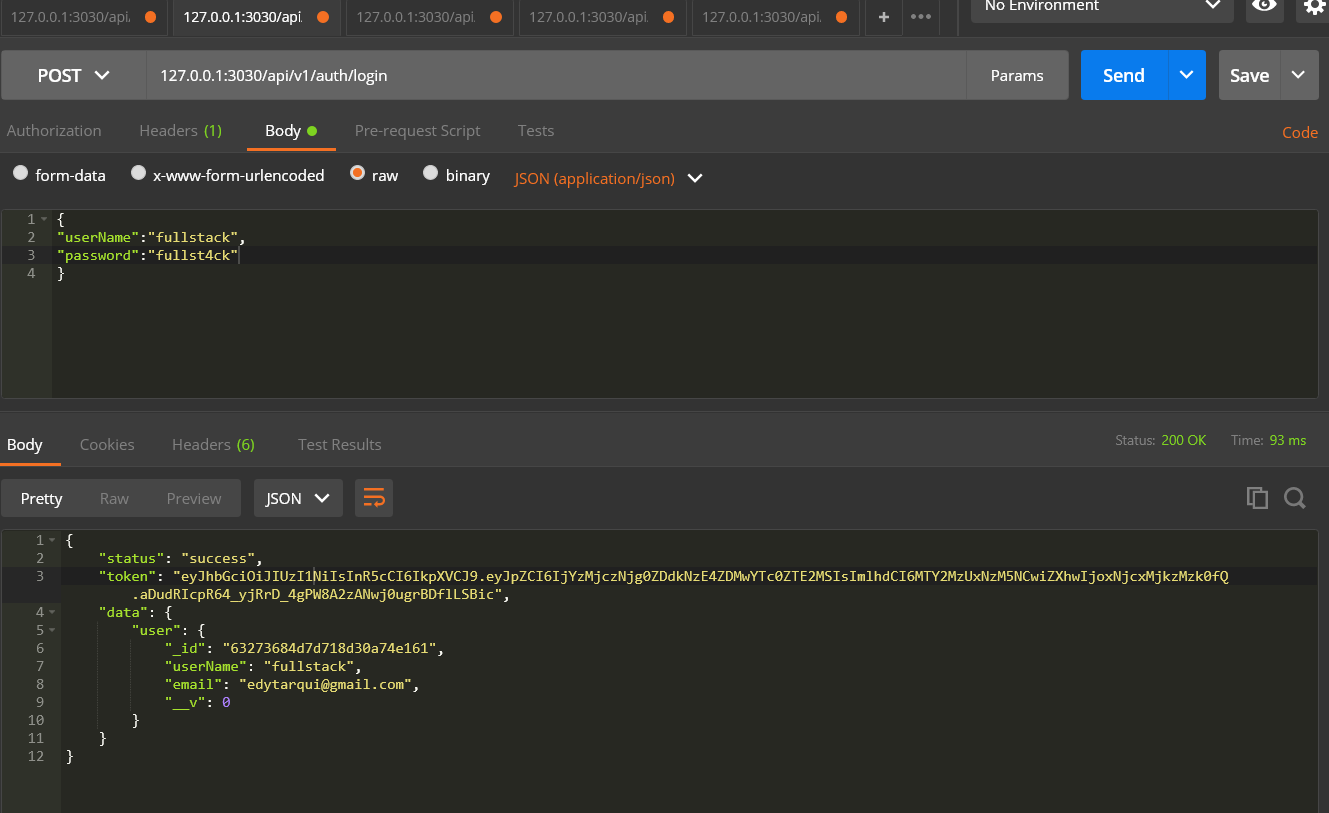 127.0.0.1:3030/api/ 127.0.0.1:3030/api. 127.0.0.1:3030/api. 127.0.0.1:3030/api. 127.0.0.1:3030/api. + ••• No Environment
POST 127.0.0.1:3030/api/v1/auth/login Params Send Save
Authorization Headers (1) Body Pre-request Script Tests Code
form-data x-www-form-urlencoded raw binary JSON (application/json)
1 {
2 "userName":"fullstack",
3 "password":"fullst4ck"
4 }
Body Cookies Headers (6) Test Results Status: 200 OK Time: 93 ms
Pretty Raw Preview JSON
1 {
2 "status": "success",
3 "token": "eyJhbGciOiJIUzI1NiIsInR5cCI6IkpXVCJ9.eyJpZCI6IjYzMjczNjg0ZDdkNzE4ZDMwYTc0ZTE2MSIsImlhdCI6MTY2MzUxNzM5NCwiZXhwIjoxNjcxMjkzMzk0fQ
.aDudRIcpR64_yjRrD_4gPW8A2zANwj0ugrBDflLSBic",
4 "data": {
5 "user": {
6 "_id": "63273684d7d718d30a74e161",
7 "userName": "fullstack",
8 "email": "edytarqui@gmail.com",
9 "__v": 0
10 }
11 }
12 }